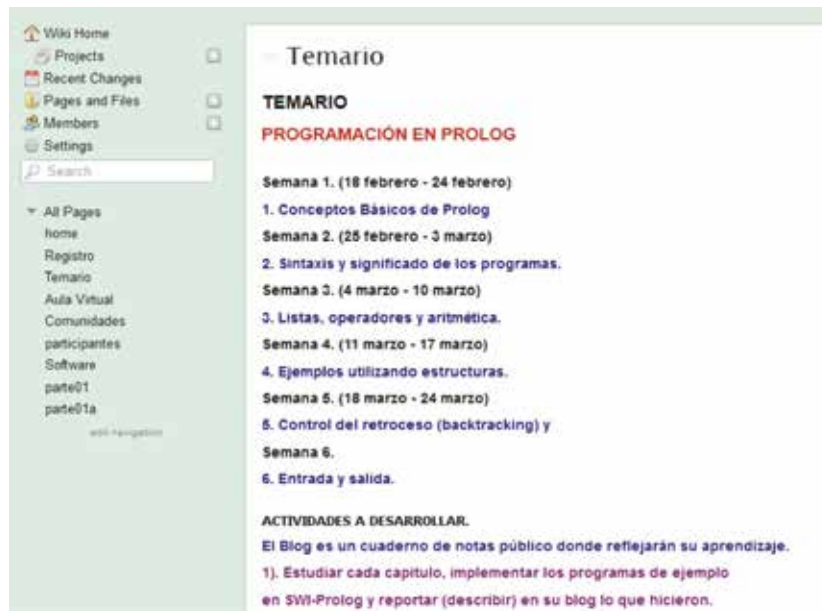 Wiki Home
Projects
Recent Changes
Pages and Files
Members
Settings
Search
All Pages
home
Registro
Temario
Aula Virtual
Comunidades
participantes
Software
parte01
parte01a
edit navigation
Temario
TEMARIO
PROGRAMACIÓN EN PROLOG
Semana 1. (18 febrero - 24 febrero)
1. Conceptos Básicos de Prolog
Semana 2. (25 febrero - 3 marzo)
2. Sintaxis y significado de los programas.
Semana 3. (4 marzo - 10 marzo)
3. Listas, operadores y aritmética.
Semana 4. (11 marzo - 17 marzo)
4. Ejemplos utilizando estructuras.
Semana 5. (18 marzo - 24 marzo)
5. Control del retroceso (backtracking) y
Semana 6.
6. Entrada y salida.
ACTIVIDADES A DESARROLLAR.
El Blog es un cuaderno de notas público donde reflejarán su aprendizaje.
1). Estudiar cada capitulo, implementar los programas de ejemplo
en SWI-Prolog y reportar (describir) en su blog lo que hicieron.